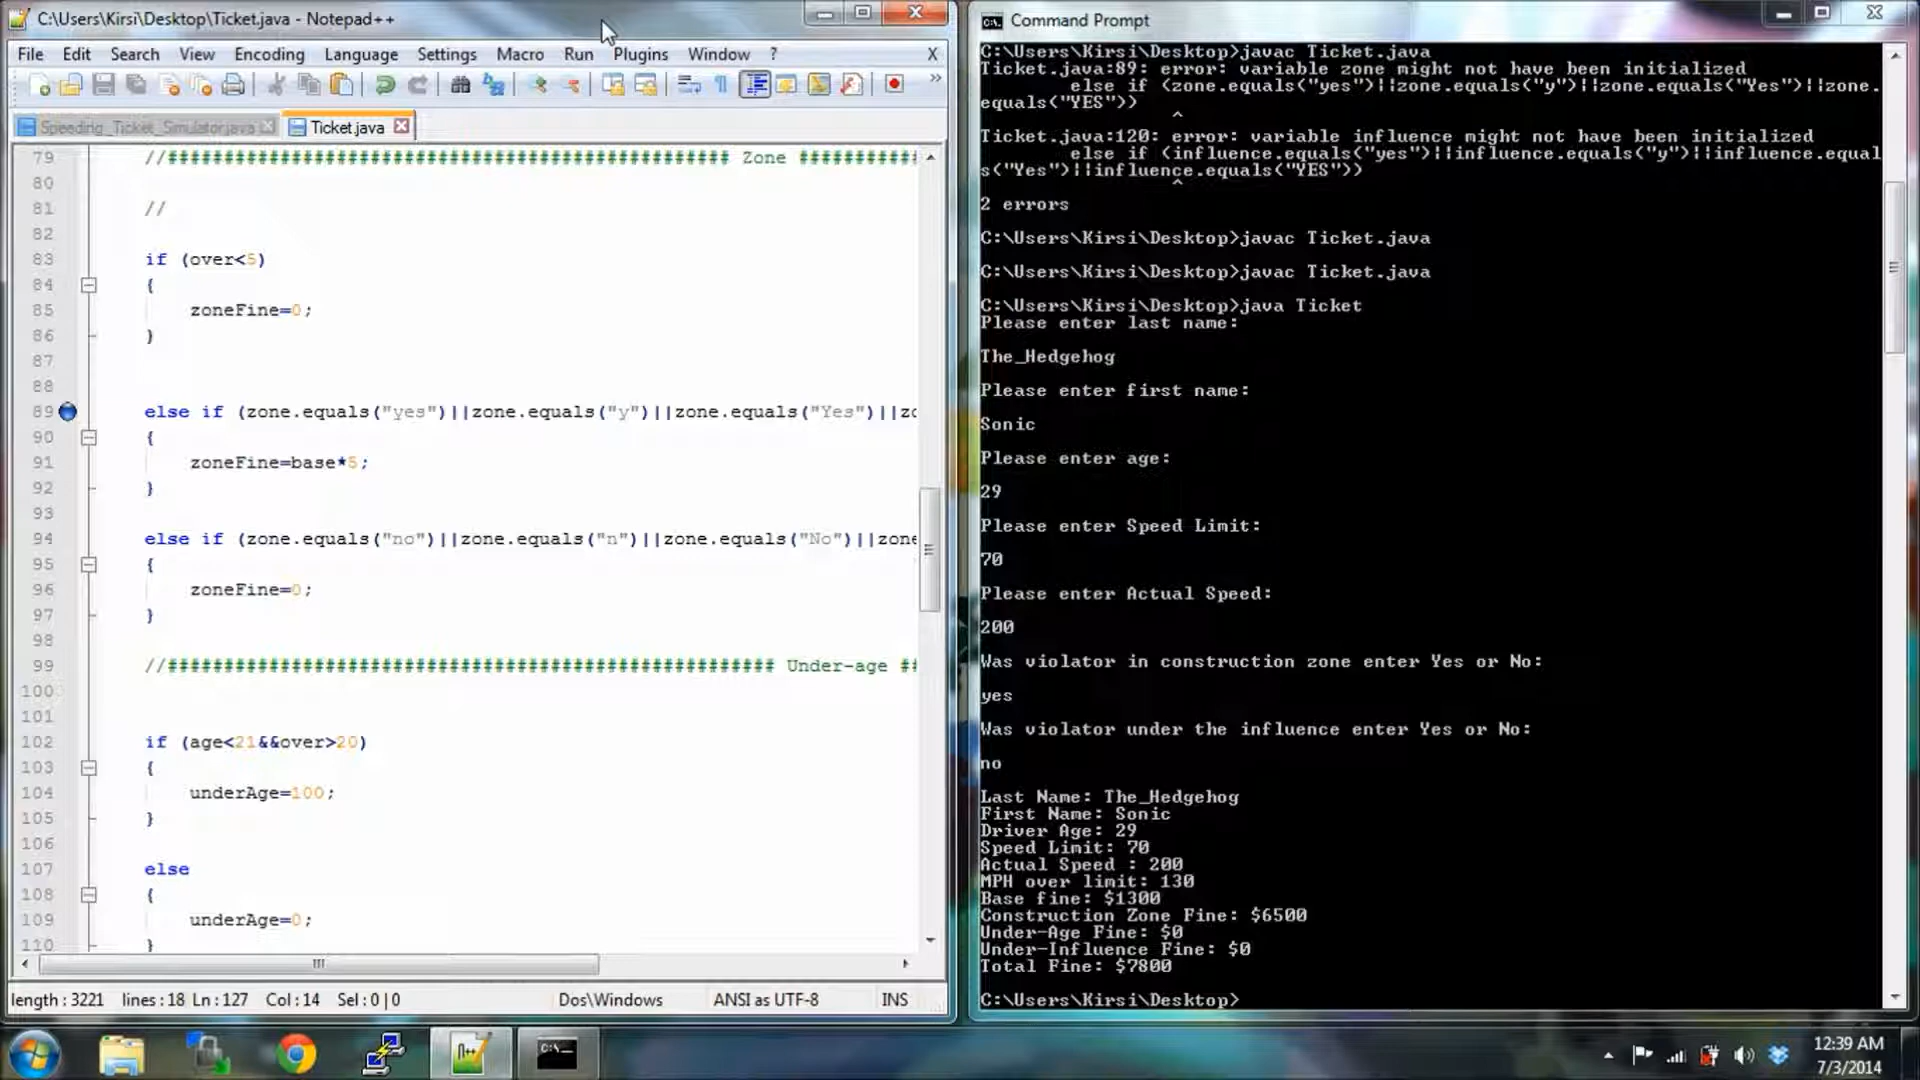 C:\Users\Kirsi\Desktop\Ticket.java - Notepad++
File Edit Search View Encoding Language Settings Macro Run Plugins Window ? X
Speeding_Ticket_Simulator.java Ticket.java
79 //################################################## Zone ###########
80
81 //
82
83 if (over<5)
84 {
85 zoneFine=0;
86 }
87
88
89 else if (zone.equals("yes")||zone.equals("y")||zone.equals("Yes")||zo
90 {
91 zoneFine=base*5;
92 }
93
94 else if (zone.equals("no")||zone.equals("n")||zone.equals("No")||zone
95 {
96 zoneFine=0;
97 }
98
99 //###################################################### Under-age ##
100
101
102 if (age<21&&over>20)
103 {
104 underAge=100;
105 }
106
107 else
108 {
109 underAge=0;
110 }
length : 3221 lines : 18 Ln : 127 Col : 14 Sel : 0 | 0 Dos\Windows ANSI as UTF-8 INS
Command Prompt
C:\Users\Kirsi\Desktop>javac Ticket.java
Ticket.java:89: error: variable zone might not have been initialized
else if (zone.equals("yes")||zone.equals("y")||zone.equals("Yes")||zone.
equals("YES"))
^
Ticket.java:120: error: variable influence might not have been initialized
else if (influence.equals("yes")||influence.equals("y")||influence.equal
s("Yes")||influence.equals("YES"))
^
2 errors
C:\Users\Kirsi\Desktop>javac Ticket.java
C:\Users\Kirsi\Desktop>javac Ticket.java
C:\Users\Kirsi\Desktop>java Ticket
Please enter last name:
The_Hedgehog
Please enter first name:
Sonic
Please enter age:
29
Please enter Speed Limit:
70
Please enter Actual Speed:
200
Was violator in construction zone enter Yes or No:
yes
Was violator under the influence enter Yes or No:
no
Last Name: The_Hedgehog
First Name: Sonic
Driver Age: 29
Speed Limit: 70
Actual Speed : 200
MPH over limit: 130
Base fine: $1300
Construction Zone Fine: $6500
Under-Age Fine: $0
Under-Influence Fine: $0
Total Fine: $7800
C:\Users\Kirsi\Desktop>
12:39 AM
7/3/2014